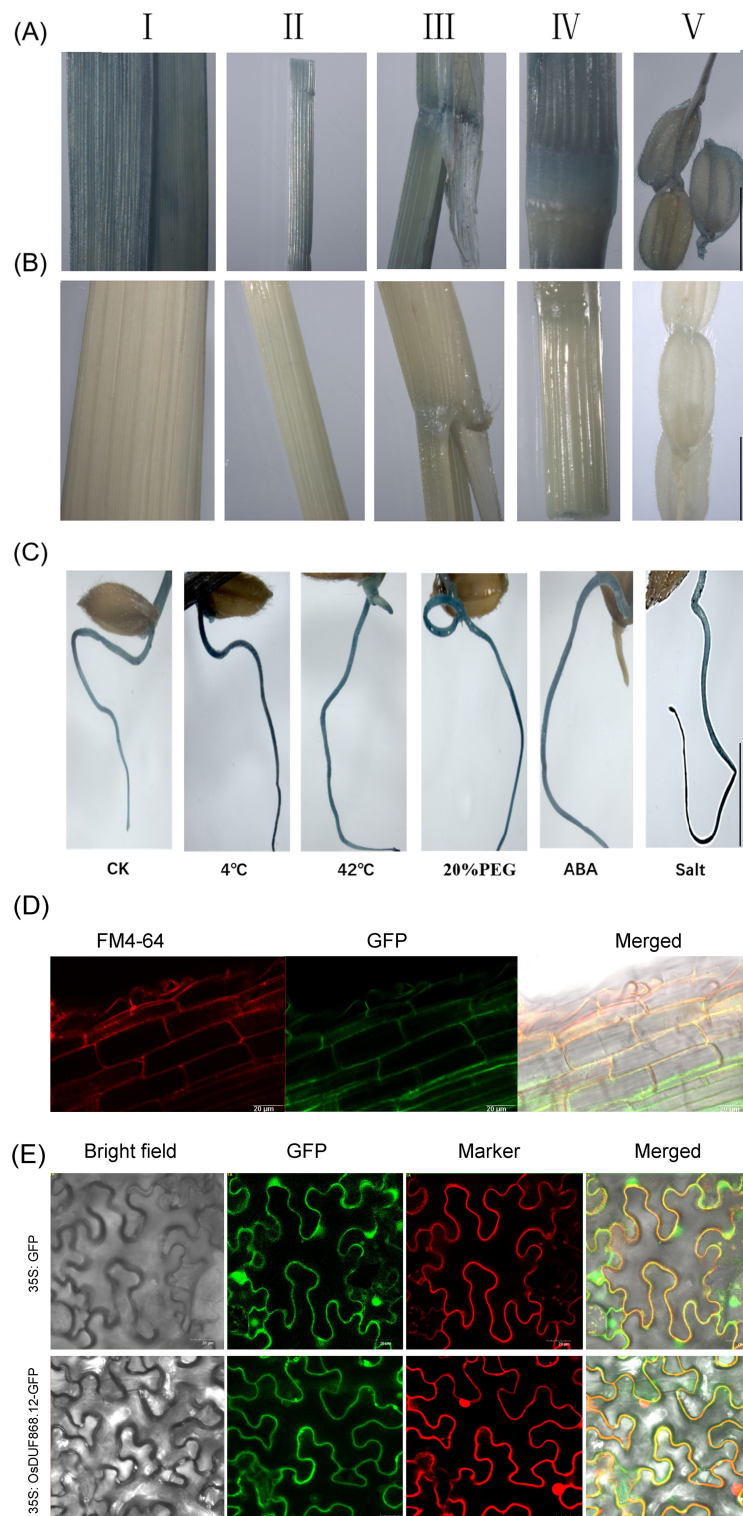 (A)
I II III IV V
(B)
(C)
CK 4℃ 42℃ 20%PEG ABA Salt
(D)
FM4-64 GFP Merged
20 μm 20 μm 20 μm
(E)
Bright field GFP Marker Merged
35S: GFP
35S: OsDUF868.12-GFP